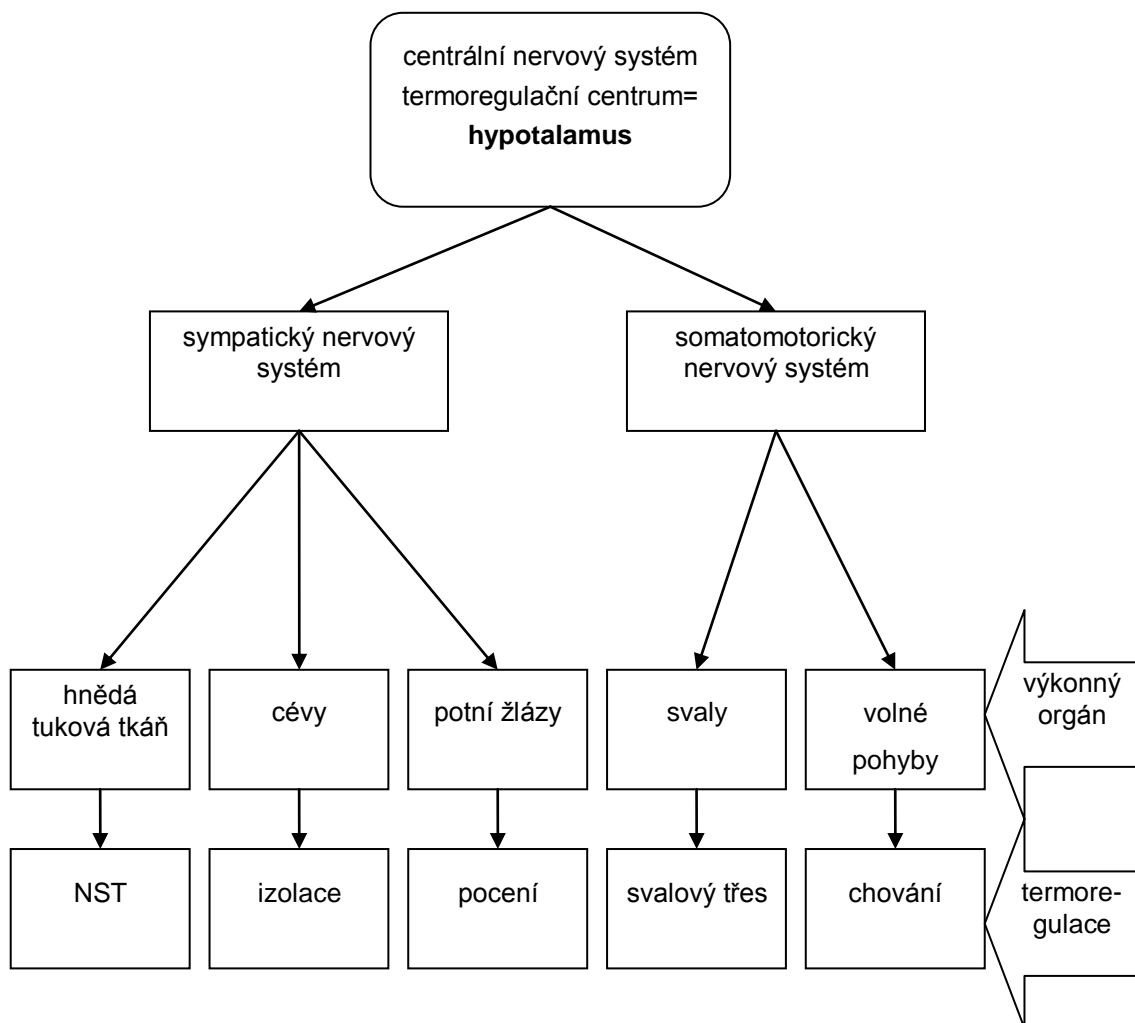 centrální nervový systém
termoregulační centrum=
hypotalamus
sympatický nervový
systém
somatomotorický
nervový systém
hnědá
tuková tkáň
cévy
potní žlázy
svaly
volné
pohyby
výkonný
orgán
NST
izolace
pocení
svalový třes
chování
termore-
gulace